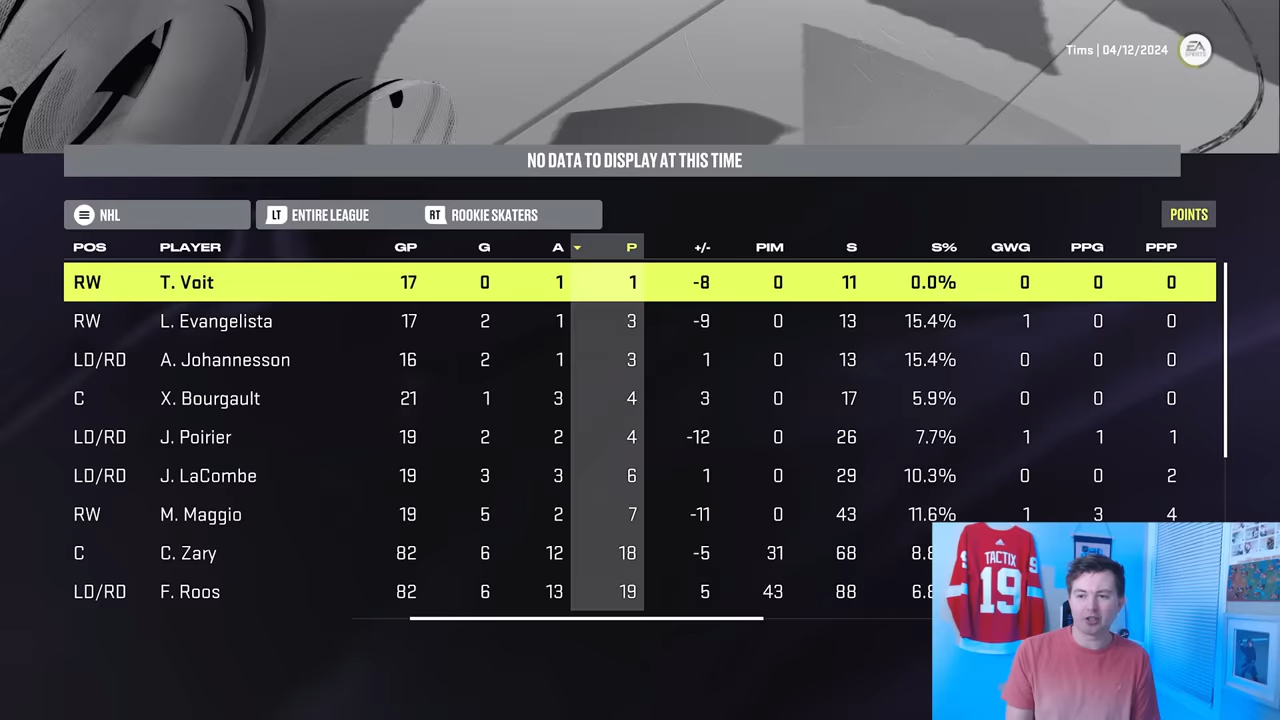 Tims | 04/12/2024
EA SPORTS
NO DATA TO DISPLAY AT THIS TIME
NHL LT ENTIRE LEAGUE RT ROOKIE SKATERS POINTS
POS PLAYER GP G A P +/- PIM S S% GWG PPG PPP
RW T. Voit 17 0 1 1 -8 0 11 0.0% 0 0 0
RW L. Evangelista 17 2 1 3 -9 0 13 15.4% 1 0 0
LD/RD A. Johannesson 16 2 1 3 1 0 13 15.4% 0 0 0
C X. Bourgault 21 1 3 4 3 0 17 5.9% 0 0 0
LD/RD J. Poirier 19 2 2 4 -12 0 26 7.7% 1 1 1
LD/RD J. LaCombe 19 3 3 6 1 0 29 10.3% 0 0 2
RW M. Maggio 19 5 2 7 -11 0 43 11.6% 1 3 4
C C. Zary 82 6 12 18 -5 31 68 8.8
LD/RD F. Roos 82 6 13 19 5 43 88 6.8
TACTIX
19